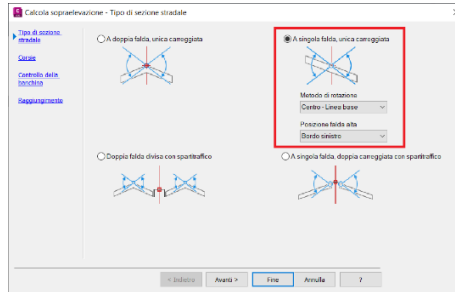 Calcola sopraelevazione - Tipo di sezione stradale
Tipo di sezione
stradale
Corsie
Controllo della
banchina
Raggiungimento
A doppia falda, unica carreggiata
A singola falda, unica carreggiata
Metodo di rotazione
Centro - Linea base
Posizione falda alta
Bordo sinistro
Doppia falda divisa con spartitraffico
A singola falda, doppia carreggiata con spartitraffico
< Indietro
Avanti >
Fine
Annulla
?